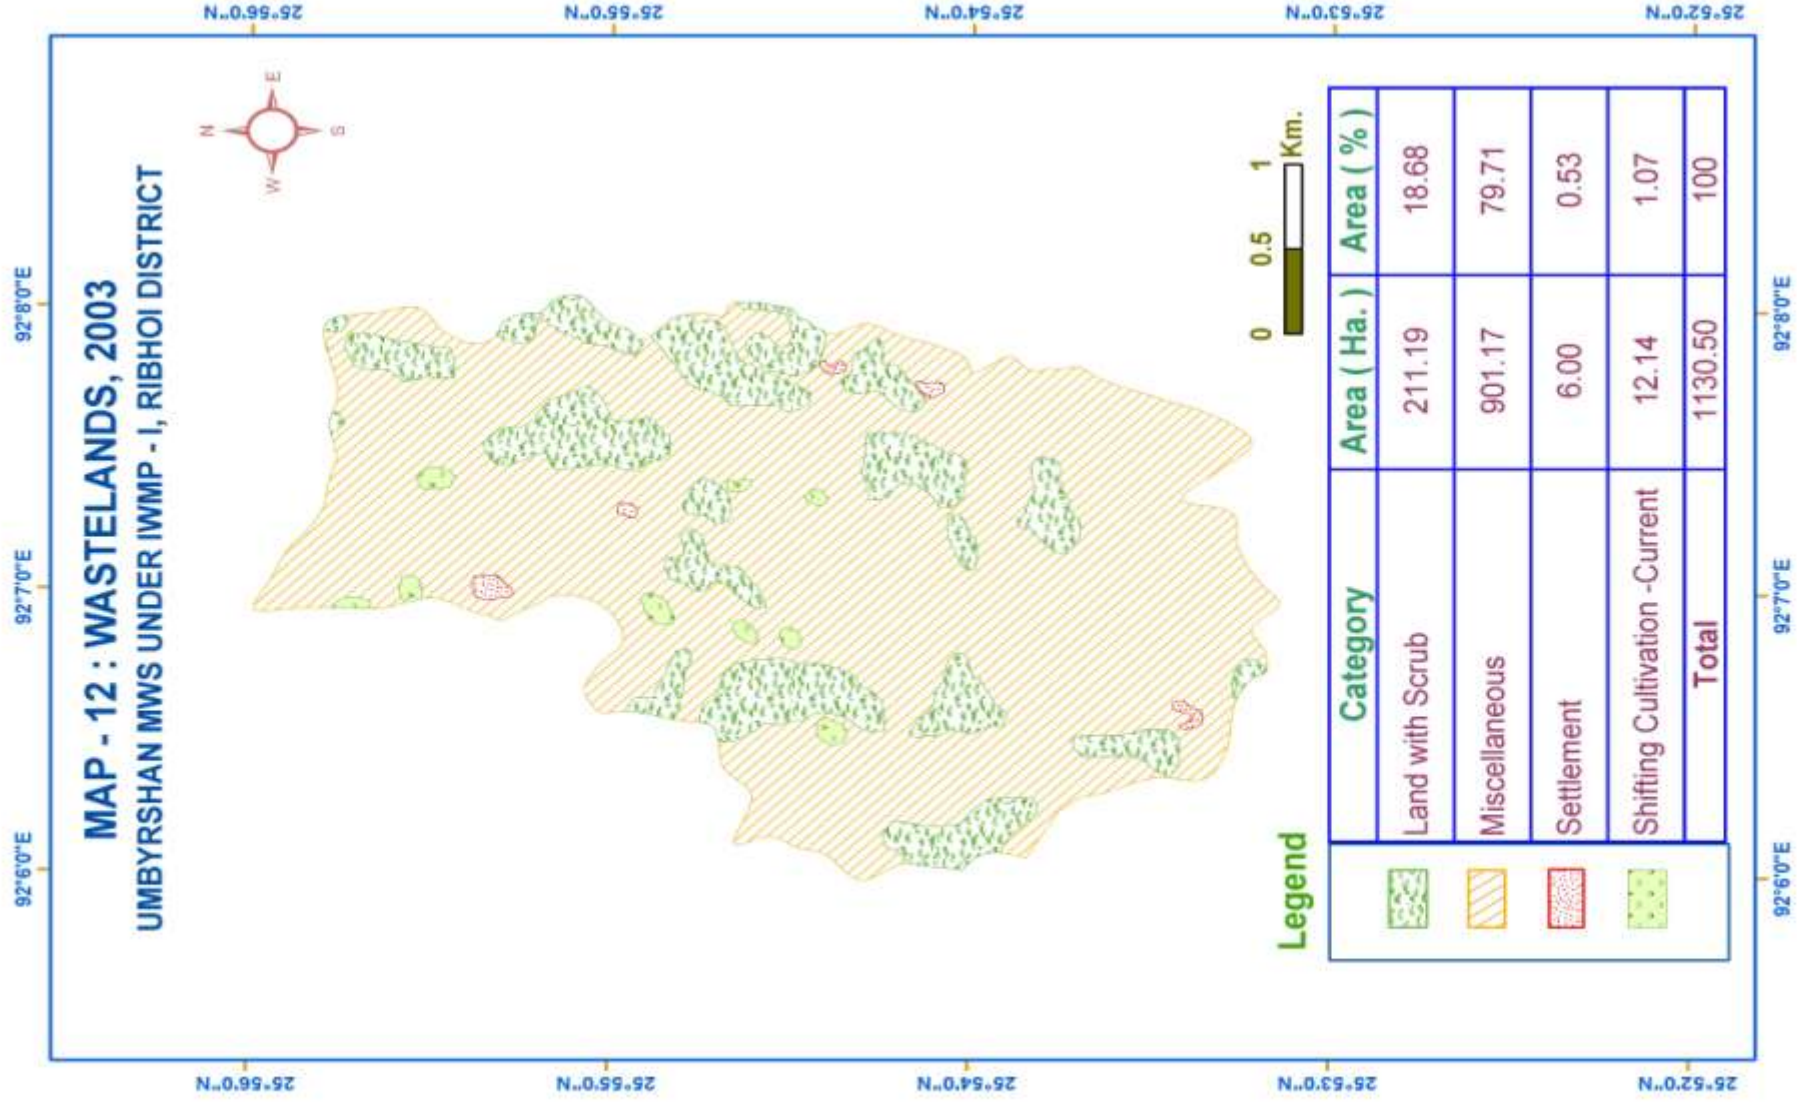 MAP - 12 : WASTELANDS, 2003
UMBYRSHAN MWS UNDER IWMP - I, RIBHOI DISTRICT
92°6'0"E 92°7'0"E 92°8'0"E
25°56'0"N 25°56'0"N
25°55'0"N 25°55'0"N
25°54'0"N 25°54'0"N
25°53'0"N 25°53'0"N
25°52'0"N 25°52'0"N
N
W E
S
0 0.5 1
Km.
Legend
Category Area ( Ha. ) Area ( % )
Land with Scrub 211.19 18.68
Miscellaneous 901.17 79.71
Settlement 6.00 0.53
Shifting Cultivation -Current 12.14 1.07
Total 1130.50 100
92°6'0"E 92°7'0"E 92°8'0"E